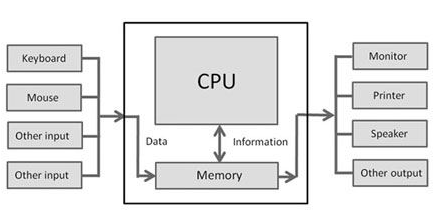 Keyboard
Mouse
Other input
Other input
CPU
Data
Information
Memory
Monitor
Printer
Speaker
Other output